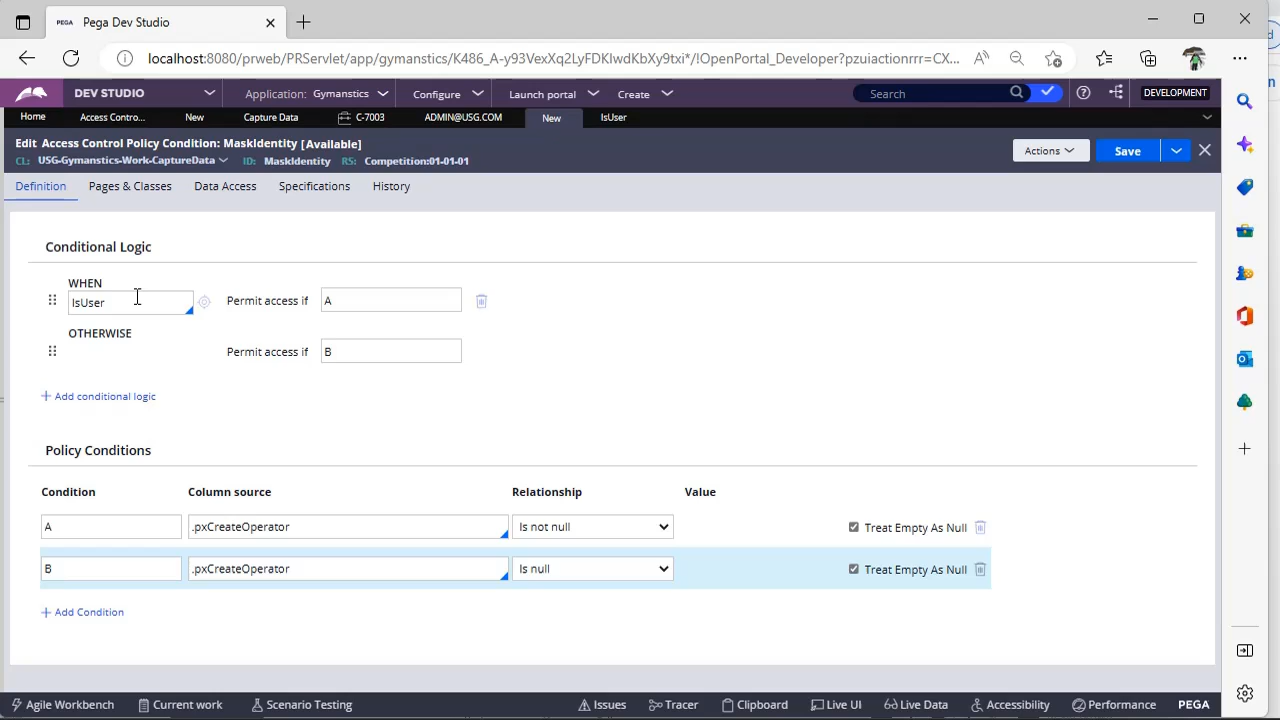 PEGA Pega Dev Studio
localhost:8080/prweb/PRServlet/app/gymanstics/K486_A-y93VexXq2LyFDKIwdKbXy9txi*/!OpenPortal_Developer?pzuiactionrrr=CX...
DEV STUDIO Application: Gymanstics Configure Launch portal Create Search DEVELOPMENT
Home Access Contro... New Capture Data C-7003 ADMIN@USG.COM New IsUser
Edit Access Control Policy Condition: MaskIdentity [Available]
CL: USG-Gymanstics-Work-CaptureData ID: MaskIdentity RS: Competition:01-01-01
Actions Save
Definition Pages & Classes Data Access Specifications History
Conditional Logic
WHEN
IsUser Permit access if A
OTHERWISE
Permit access if B
+ Add conditional logic
Policy Conditions
Condition Column source Relationship Value
A .pxCreateOperator Is not null Treat Empty As Null
B .pxCreateOperator Is null Treat Empty As Null
+ Add Condition
Agile Workbench Current work Scenario Testing Issues Tracer Clipboard Live UI Live Data Accessibility Performance PEGA